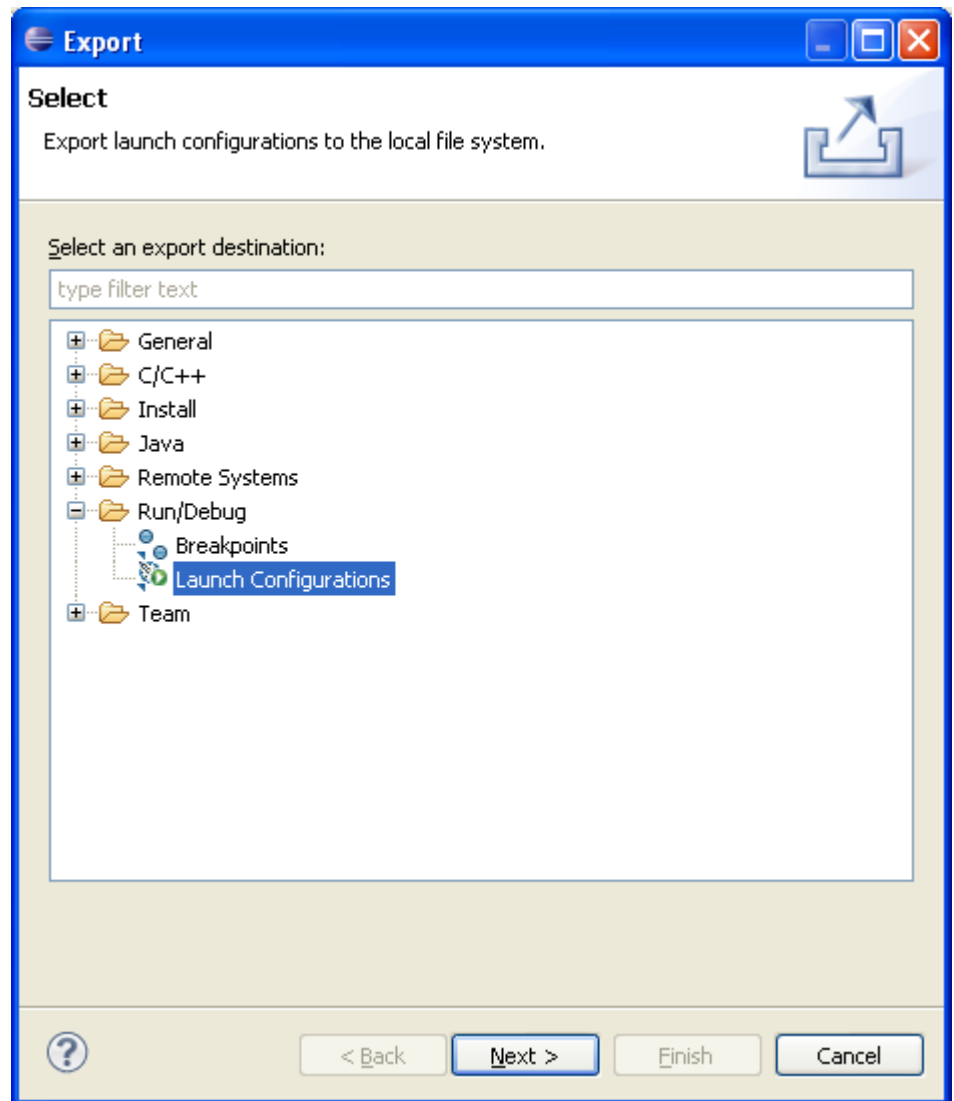 Export
Select
Export launch configurations to the local file system.
Select an export destination:
type filter text
General
C/C++
Install
Java
Remote Systems
Run/Debug
Breakpoints
Launch Configurations
Team
? < Back Next > Finish Cancel